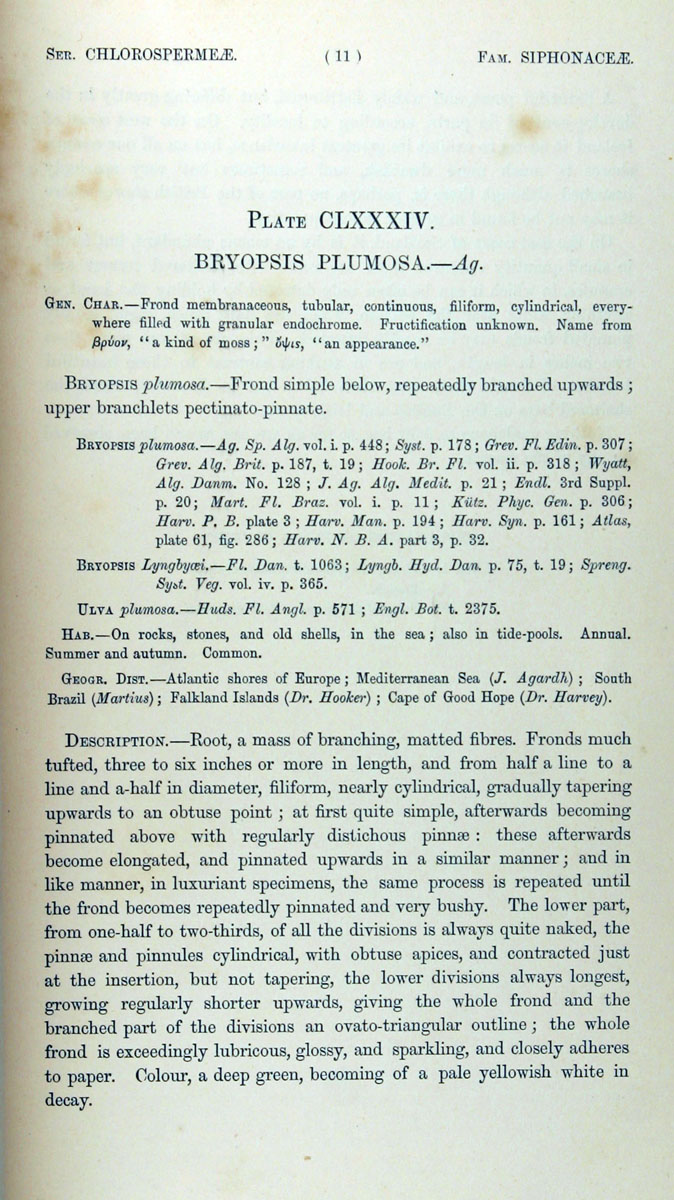 Ser. CHLOROSPERMEÆ. ( 11 ) Fam. SIPHONACEÆ.
Plate CLXXXIV.
BRYOPSIS PLUMOSA.—Ag.
Gen. Char.—Frond membranaceous, tubular, continuous, filiform, cylindrical, every-
where filled with granular endochrome. Fructification unknown. Name from
βρύον, "a kind of moss;" ὄψις, "an appearance."
Bryopsis plumosa.—Frond simple below, repeatedly branched upwards ;
upper branchlets pectinato-pinnate.
Bryopsis plumosa.—Ag. Sp. Alg. vol. i. p. 448; Syst. p. 178; Grev. Fl. Edin. p. 307;
Grev. Alg. Brit. p. 187, t. 19; Hook. Br. Fl. vol. ii. p. 318; Wyatt,
Alg. Danm. No. 128 ; J. Ag. Alg. Medit. p. 21; Endl. 3rd Suppl.
p. 20; Mart. Fl. Braz. vol. i. p. 11; Kütz. Phyc. Gen. p. 306;
Harv. P. B. plate 3 ; Harv. Man. p. 194; Harv. Syn. p. 161; Atlas,
plate 61, fig. 286; Harv. N. B. A. part 3, p. 32.
Bryopsis Lyngbyæi.—Fl. Dan. t. 1063; Lyngb. Hyd. Dan. p. 75, t. 19; Spreng.
Syst. Veg. vol. iv. p. 365.
Ulva plumosa.—Huds. Fl. Angl. p. 571 ; Engl. Bot. t. 2375.
Hab.—On rocks, stones, and old shells, in the sea; also in tide-pools. Annual.
Summer and autumn. Common.
Geogr. Dist.—Atlantic shores of Europe; Mediterranean Sea (J. Agardh) ; South
Brazil (Martius); Falkland Islands (Dr. Hooker) ; Cape of Good Hope (Dr. Harvey).
Description.—Root, a mass of branching, matted fibres. Fronds much
tufted, three to six inches or more in length, and from half a line to a
line and a-half in diameter, filiform, nearly cylindrical, gradually tapering
upwards to an obtuse point ; at first quite simple, afterwards becoming
pinnated above with regularly distichous pinnæ : these afterwards
become elongated, and pinnated upwards in a similar manner; and in
like manner, in luxuriant specimens, the same process is repeated until
the frond becomes repeatedly pinnated and very bushy. The lower part,
from one-half to two-thirds, of all the divisions is always quite naked, the
pinnæ and pinnules cylindrical, with obtuse apices, and contracted just
at the insertion, but not tapering, the lower divisions always longest,
growing regularly shorter upwards, giving the whole frond and the
branched part of the divisions an ovato-triangular outline; the whole
frond is exceedingly lubricous, glossy, and sparkling, and closely adheres
to paper. Colour, a deep green, becoming of a pale yellowish white in
decay.